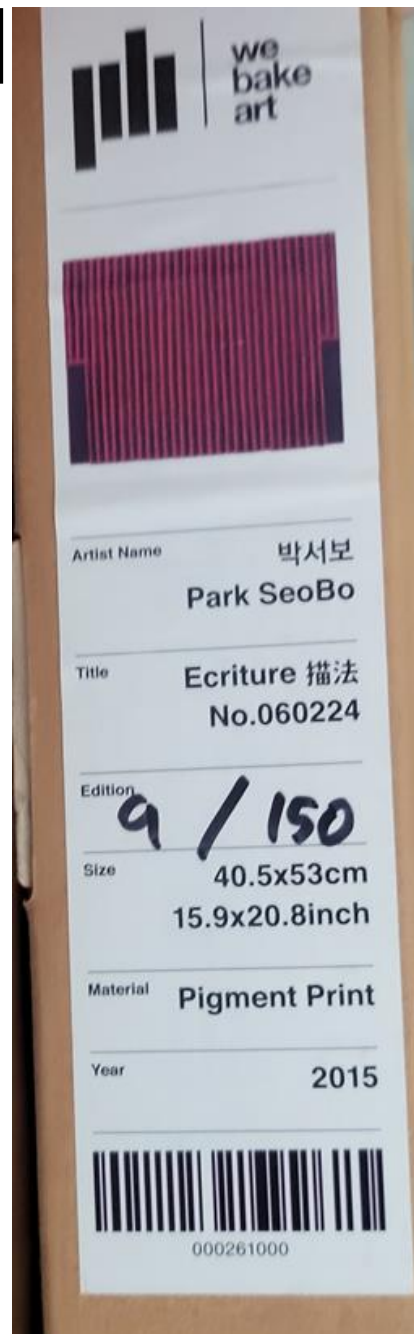 we
bake
art
Artist Name 박서보
Park SeoBo
Title Ecriture 描法
No.060224
Edition
9 / 150
Size 40.5x53cm
15.9x20.8inch
Material Pigment Print
Year 2015
000261000